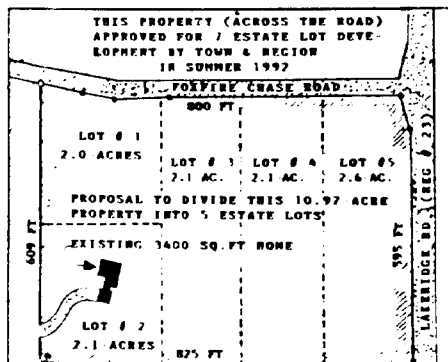 THIS PROPERTY (ACROSS THE ROAD)
APPROVED FOR 7 ESTATE LOT DEVE-
LOPMENT BY TOWN & REGION
IN SUMMER 1992
FOXFIRE CHASE ROAD
800 FT
LOT # 1
2.0 ACRES
LOT # 3
2.1 AC.
LOT # 4
2.1 AC.
LOT #5
2.6 AC.
PROPOSAL TO DIVIDE THIS 10.97 ACRE
PROPERTY INTO 5 ESTATE LOTS
EXISTING 3400 SQ.FT HOME
609 FT
595 FT
LAKERIDGE RD. (REG # 23)
LOT # 2
2.1 ACRES
825 FT